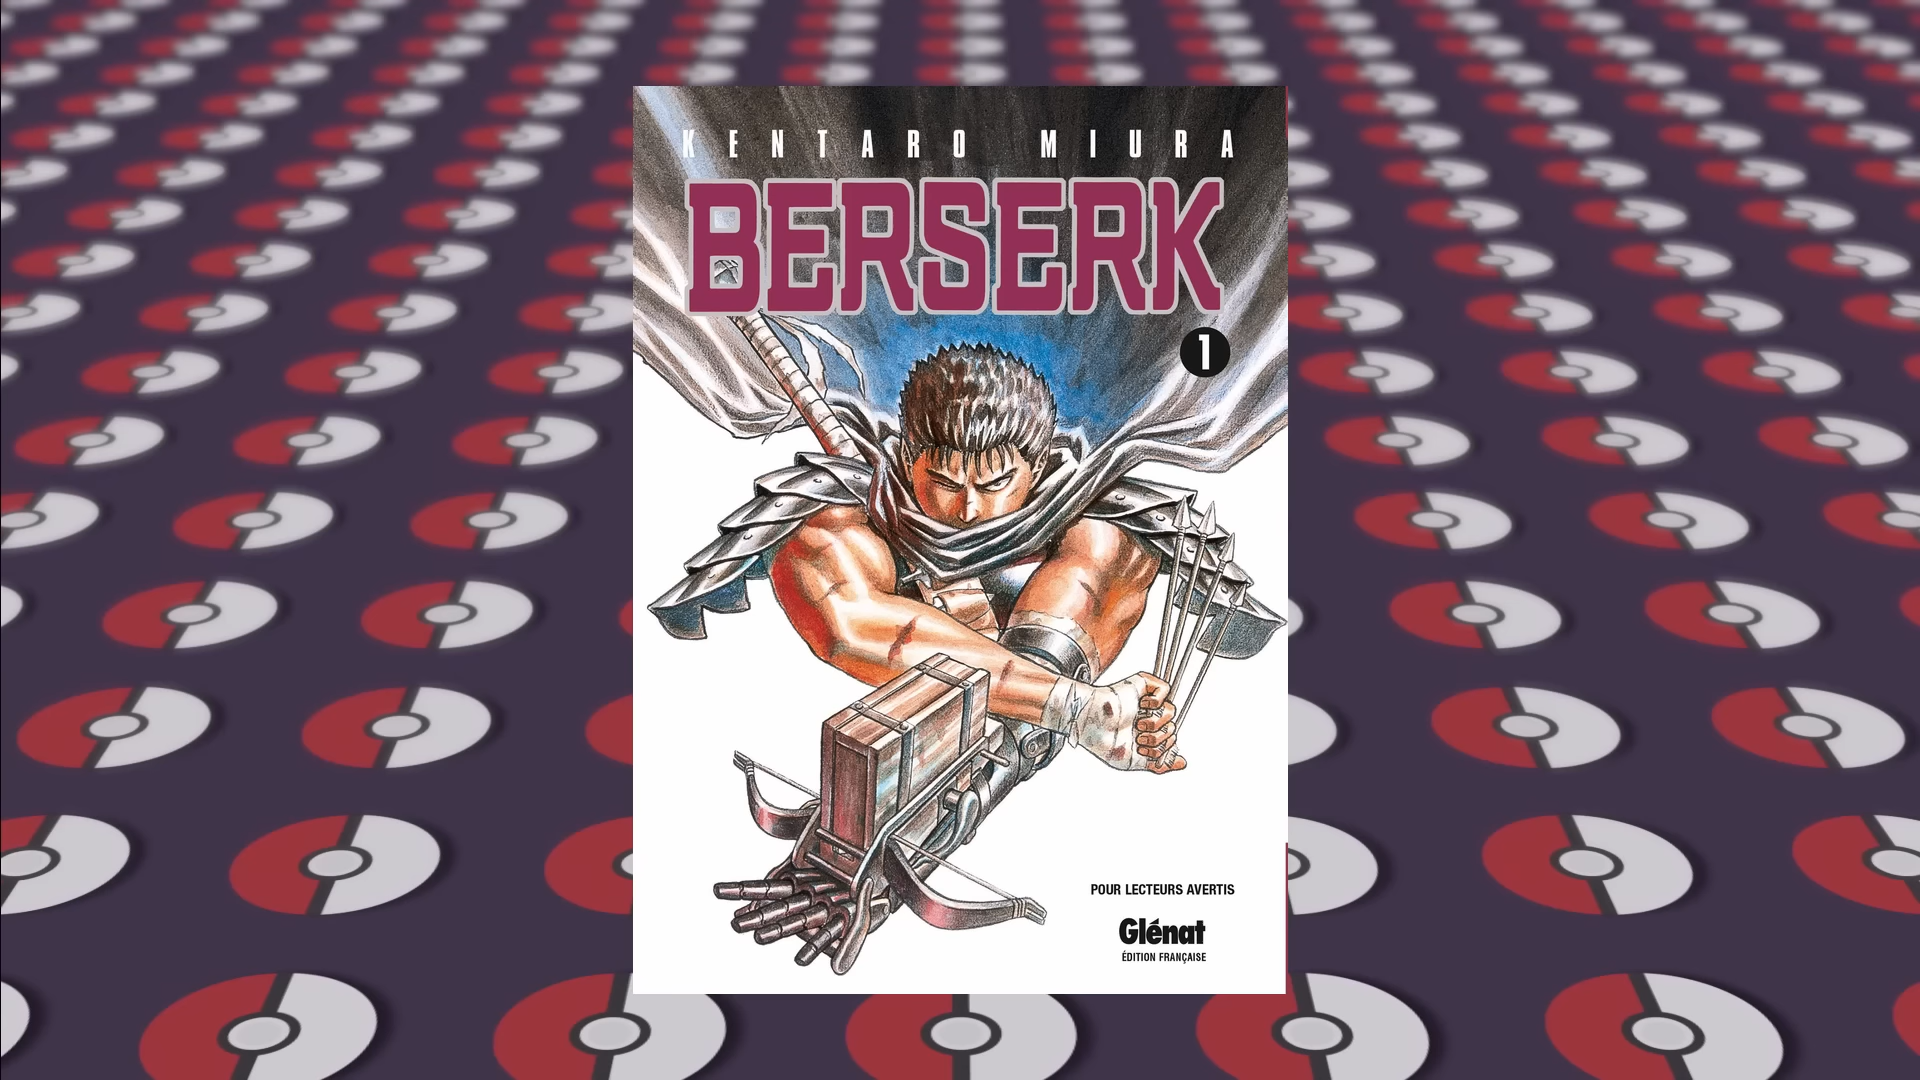 KENTARO MIURA
BERSERK
1
POUR LECTEURS AVERTIS
Glénat
ÉDITION FRANÇAISE